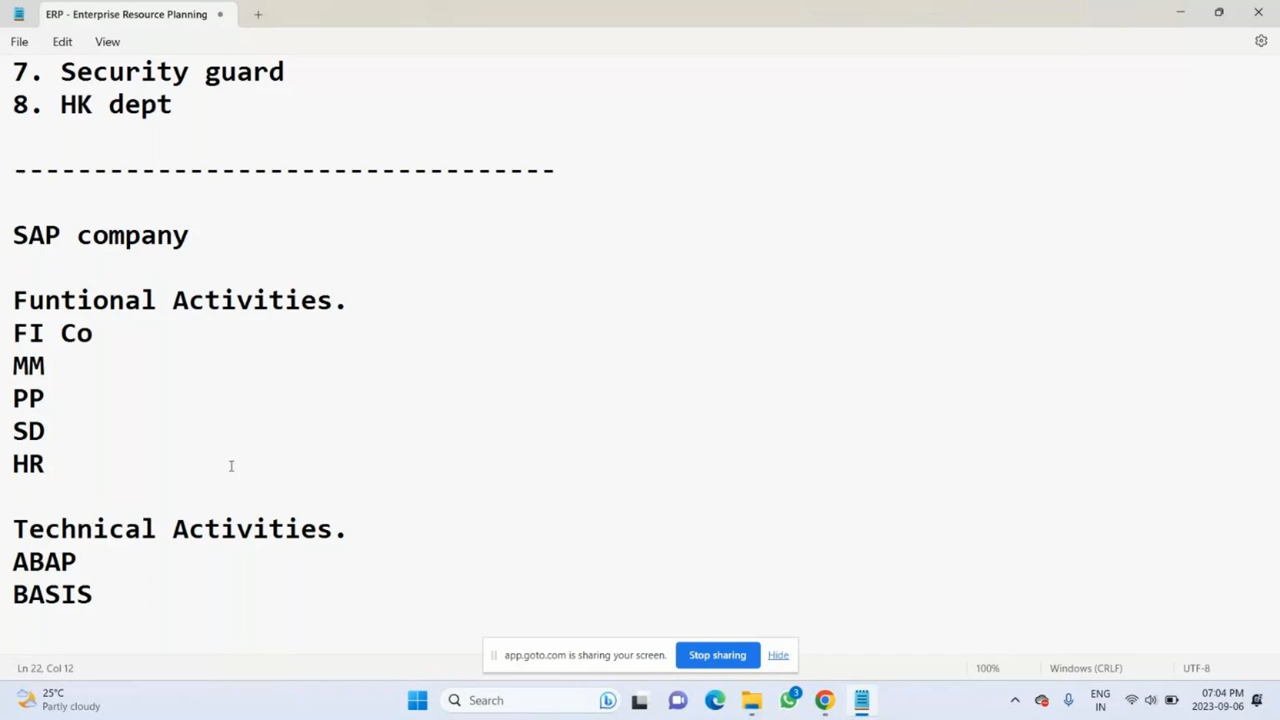 ERP - Enterprise Resource Planning
File Edit View
7. Security guard
8. HK dept
----------------------------------
SAP company
Funtional Activities.
FI Co
MM
PP
SD
HR
Technical Activities.
ABAP
BASIS
app.goto.com is sharing your screen. Stop sharing Hide
Ln 22, Col 12 100% Windows (CRLF) UTF-8
25°C
Partly cloudy
Search
3
ENG
IN
07:04 PM
2023-09-06